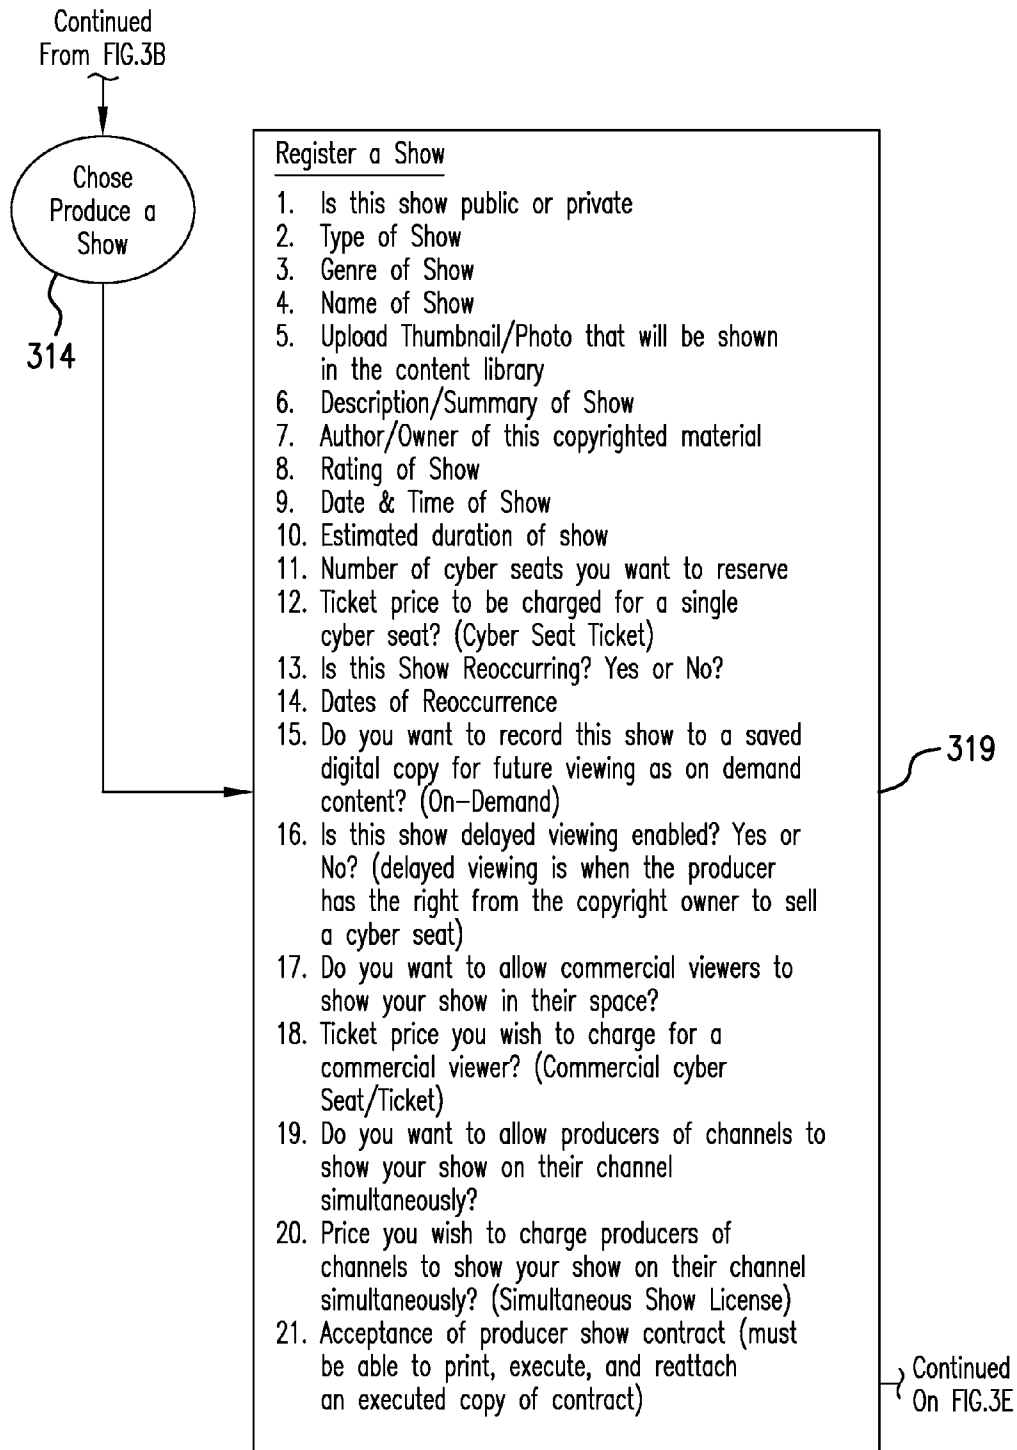 Continued
From FIG.3B
Chose
Produce a
Show
314
Register a Show
1. Is this show public or private
2. Type of Show
3. Genre of Show
4. Name of Show
5. Upload Thumbnail/Photo that will be shown
in the content library
6. Description/Summary of Show
7. Author/Owner of this copyrighted material
8. Rating of Show
9. Date & Time of Show
10. Estimated duration of show
11. Number of cyber seats you want to reserve
12. Ticket price to be charged for a single
cyber seat? (Cyber Seat Ticket)
13. Is this Show Reoccurring? Yes or No?
14. Dates of Reoccurrence
15. Do you want to record this show to a saved
digital copy for future viewing as on demand
content? (On-Demand)
16. Is this show delayed viewing enabled? Yes or
No? (delayed viewing is when the producer
has the right from the copyright owner to sell
a cyber seat)
17. Do you want to allow commercial viewers to
show your show in their space?
18. Ticket price you wish to charge for a
commercial viewer? (Commercial cyber
Seat/Ticket)
19. Do you want to allow producers of channels to
show your show on their channel
simultaneously?
20. Price you wish to charge producers of
channels to show your show on their channel
simultaneously? (Simultaneous Show License)
21. Acceptance of producer show contract (must
be able to print, execute, and reattach
an executed copy of contract)
319
Continued
On FIG.3E